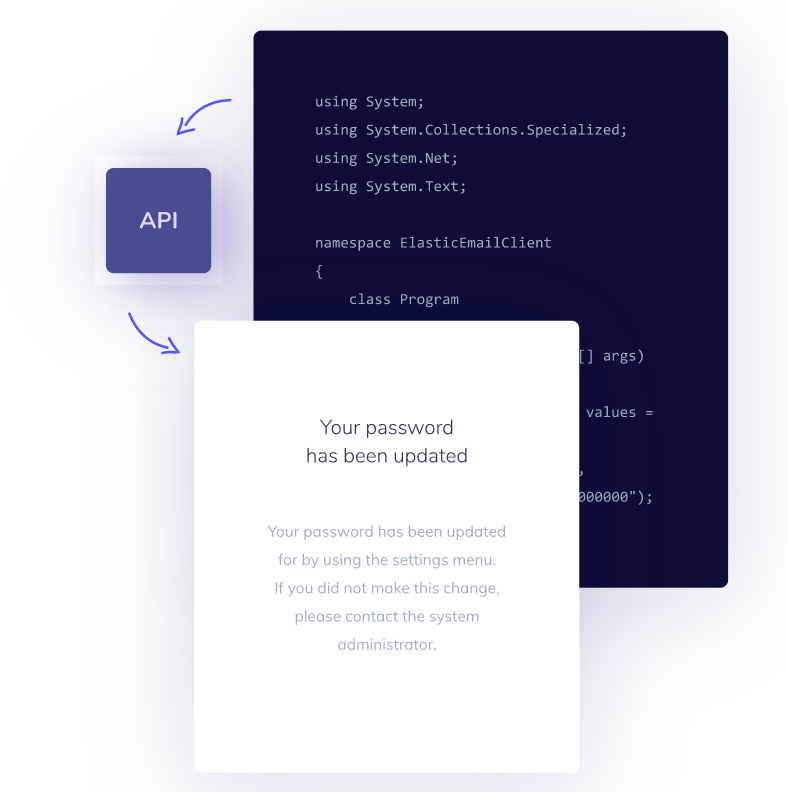 using System;
using System.Collections.Specialized;
using System.Net;
using System.Text;
API
namespace ElasticEmailClient
{
class Program
[] args)
values =
,
000000");
Your password
has been updated
Your password has been updated
for by using the settings menu.
If you did not make this change,
please contact the system
administrator.